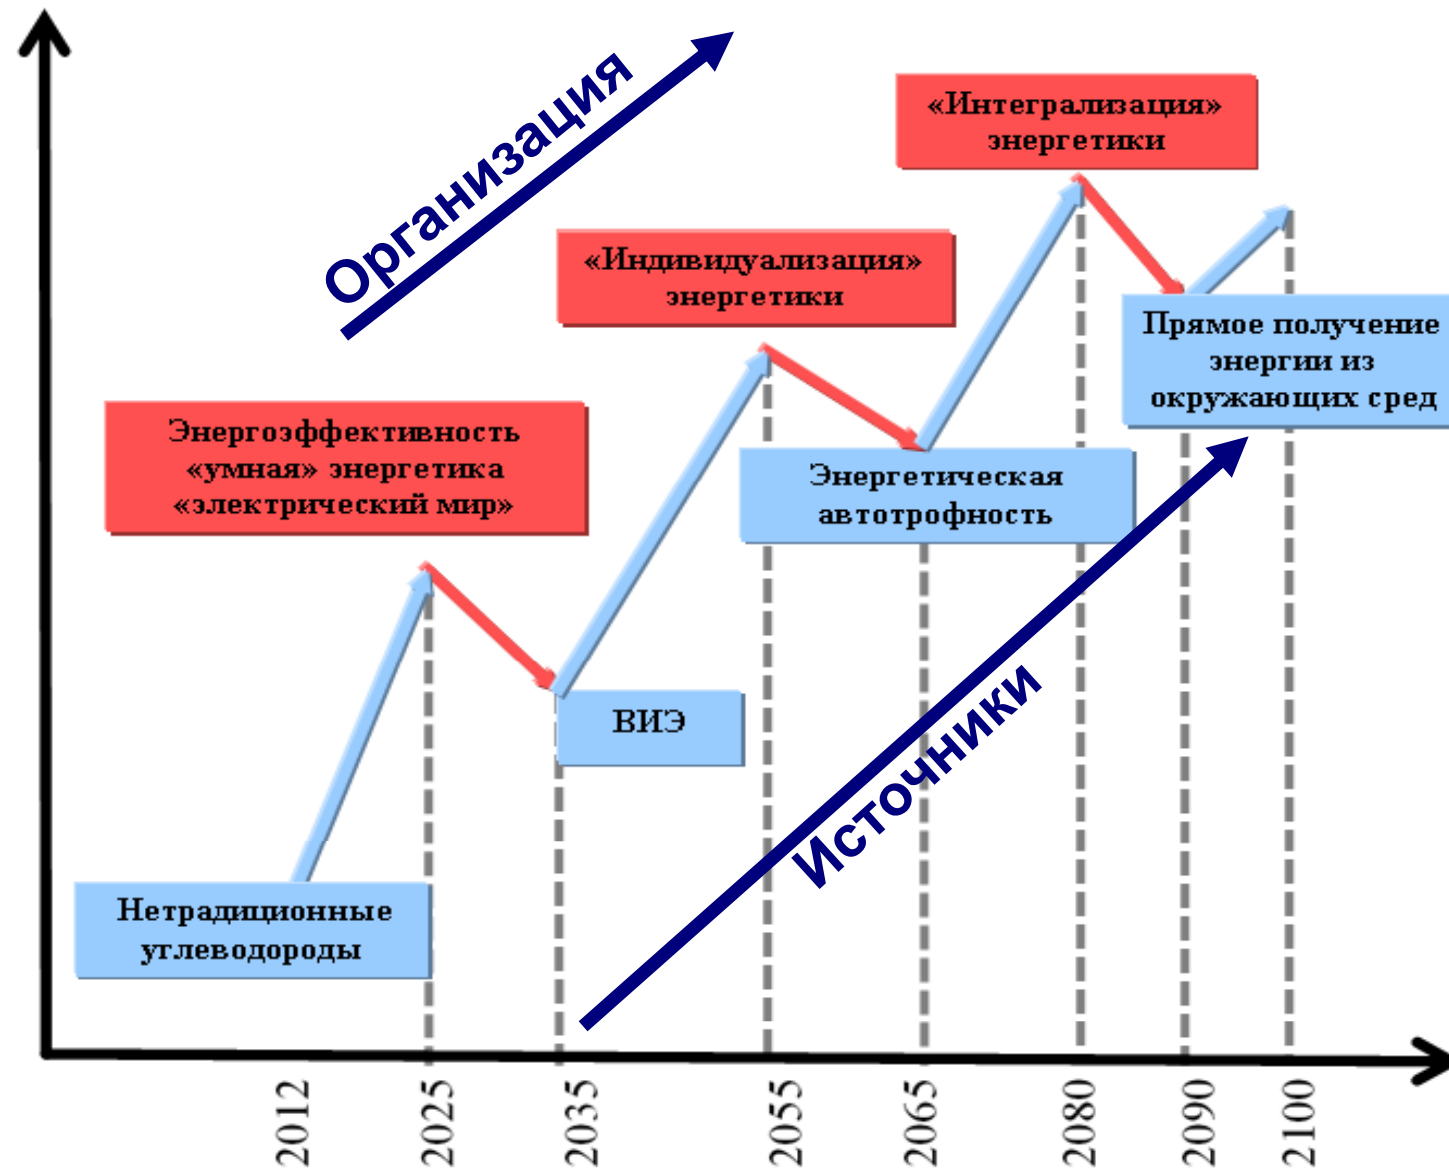 Организация
«Интегрализация»
энергетики
«Индивидуализация»
энергетики
Прямое получение
энергии из
окружающих сред
Энергоэффективность
«умная» энергетика
«электрический мир»
Энергетическая
автотрофность
ВИЭ
Источники
Нетрадиционные
углеводороды
2012
2025
2035
2055
2065
2080
2090
2100